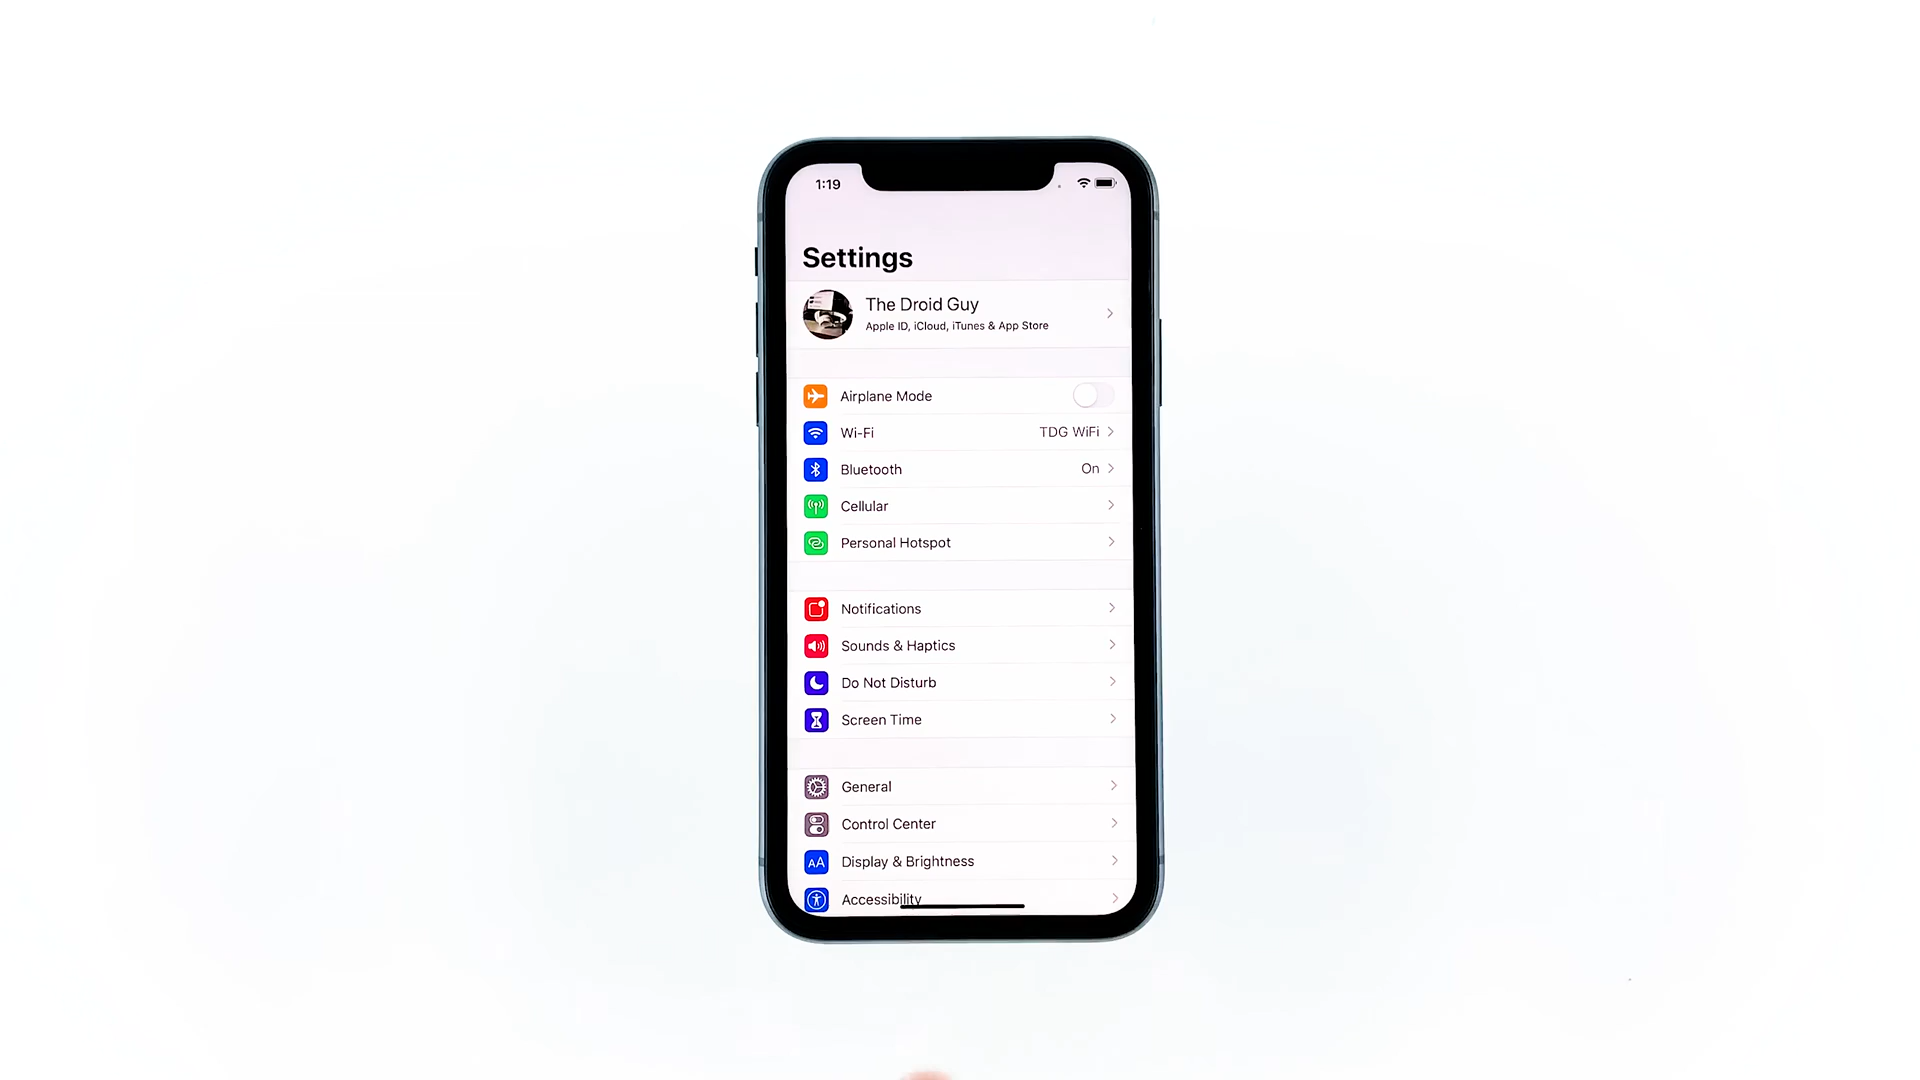 1:19
Settings
The Droid Guy
Apple ID, iCloud, iTunes & App Store
Airplane Mode
Wi-Fi TDG WiFi
Bluetooth On
Cellular
Personal Hotspot
Notifications
Sounds & Haptics
Do Not Disturb
Screen Time
General
Control Center
AA Display & Brightness
Accessibility